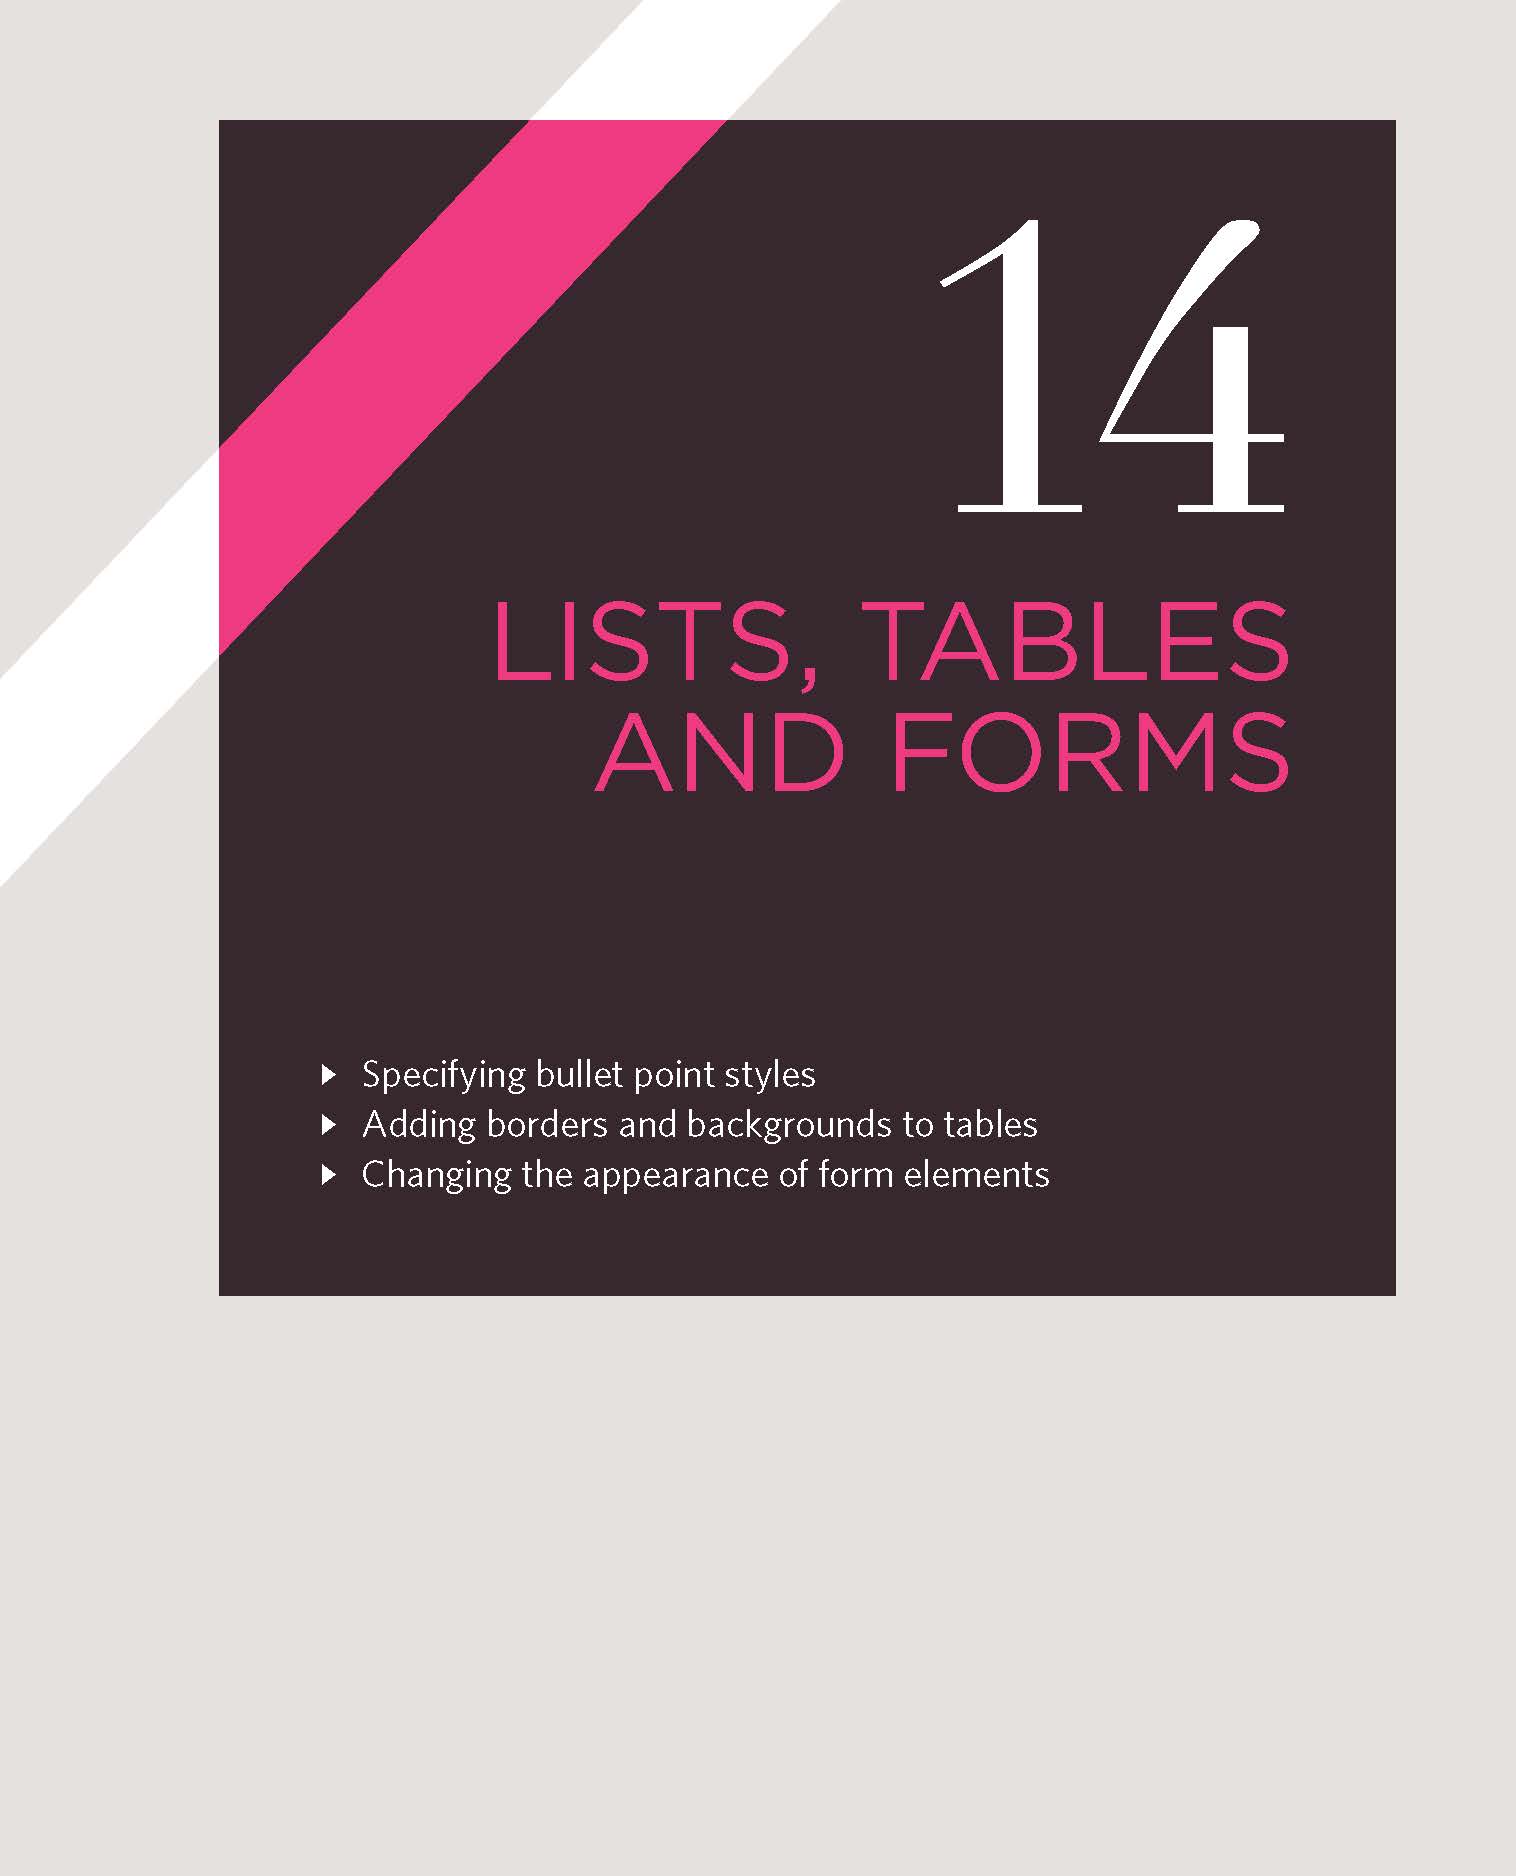 14
LISTS, TABLES
AND FORMS
Specifying bullet point styles
Adding borders and backgrounds to tables
Changing the appearance of form elements